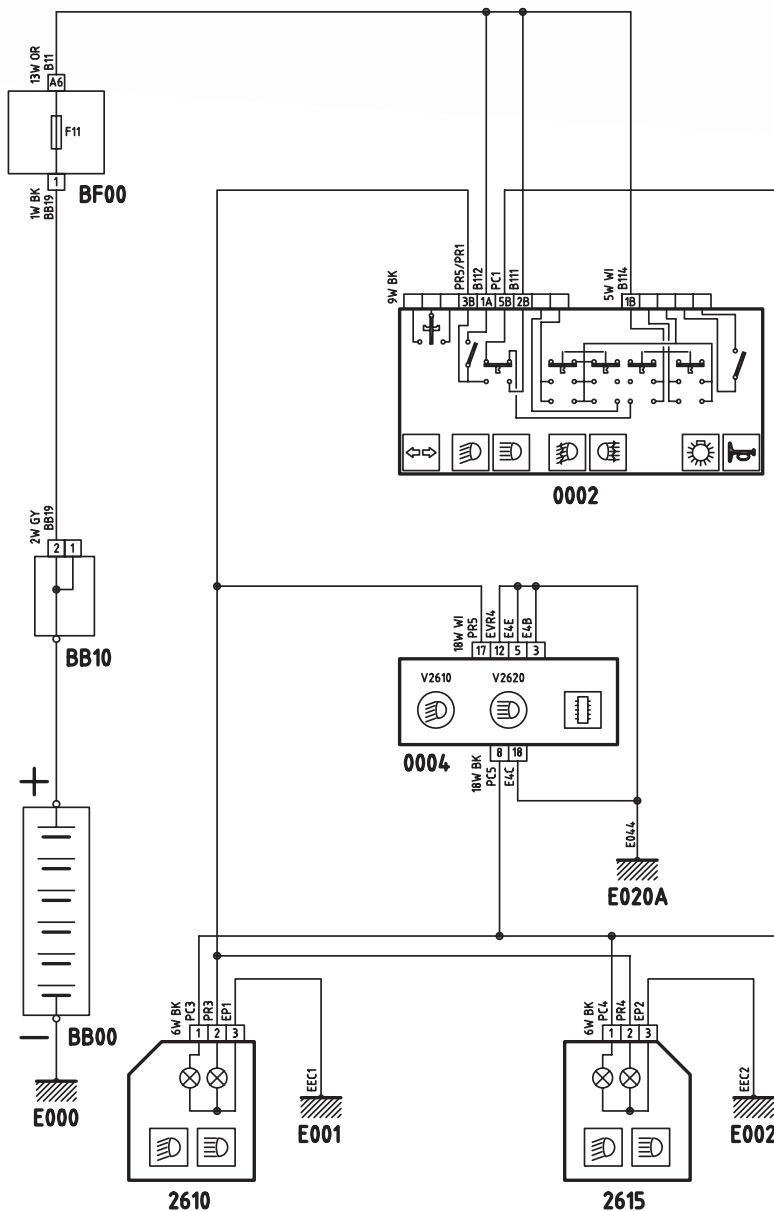 13W OR
B11
A6
F11
1
BF00
1W BK
BB19
PR5/PR1
B112
PC1
B111
9W BK
3B 1A 5B 2B
5W WI
B114
1B
0002
2W GY
BB19
2 1
BB10
18W WI
PR5
EVR4
E4E
E4B
17 12 5 3
V2610 V2620
0004
8 18
18W BK
PC5
E4C
E044
E020A
+
−
BB00
E000
6W BK
PC3
PR3
EP1
1 2 3
EEC1
E001
2610
6W BK
PC4
PR4
EP2
1 2 3
EEC2
E002
2615